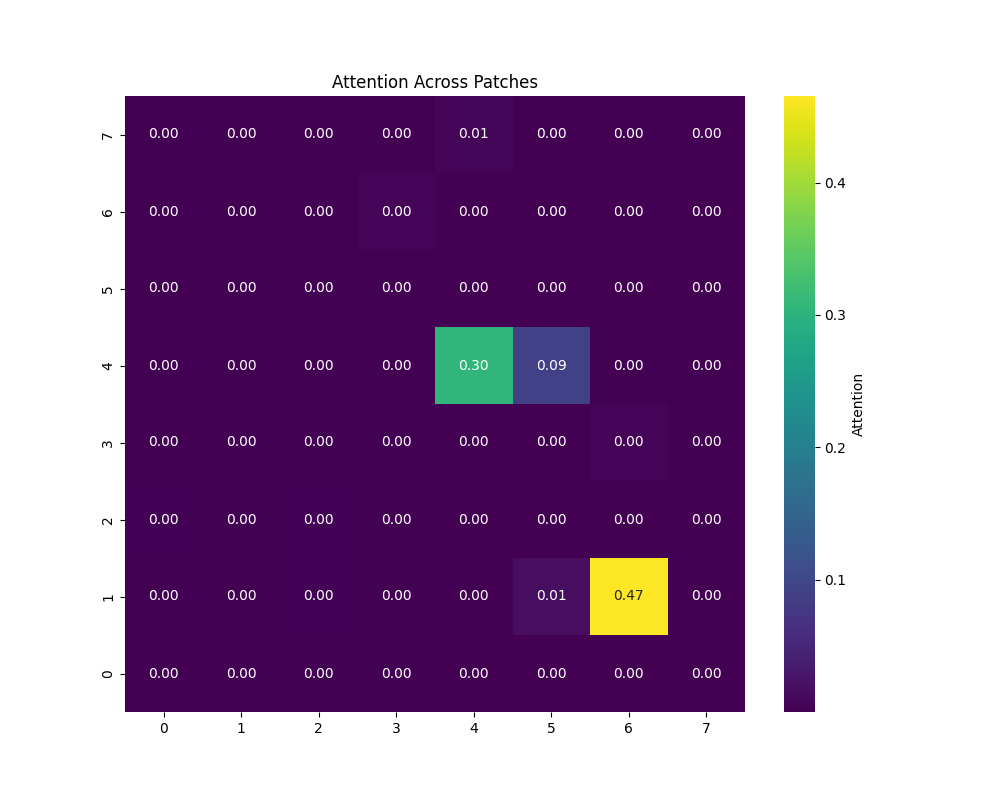 Attention Across Patches
7 0.00 0.00 0.00 0.00 0.01 0.00 0.00 0.00
6 0.00 0.00 0.00 0.00 0.00 0.00 0.00 0.00
5 0.00 0.00 0.00 0.00 0.00 0.00 0.00 0.00
4 0.00 0.00 0.00 0.00 0.30 0.09 0.00 0.00
3 0.00 0.00 0.00 0.00 0.00 0.00 0.00 0.00
2 0.00 0.00 0.00 0.00 0.00 0.00 0.00 0.00
1 0.00 0.00 0.00 0.00 0.00 0.01 0.47 0.00
0 0.00 0.00 0.00 0.00 0.00 0.00 0.00 0.00
0 1 2 3 4 5 6 7
0.4
0.3
0.2
0.1
Attention